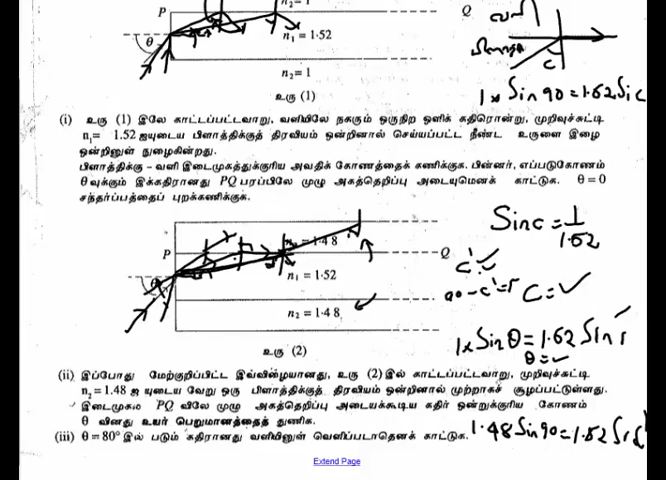 n₂= 1
P
Q
θ
n₁ = 1.52
n₂= 1
C
1 x Sin 90 = 1.52 Sin c
உரு (1)
(i) உரு (1) இலே காட்டப்பட்டவாறு, வளியிலே நகரும் ஒருநிற ஒளிக் கதிரொன்று, முறிவுச்சுட்டி
n₁= 1.52 ஐயுடைய பிளாத்திக்குத் திரவியம் ஒன்றினால் செய்யப்பட்ட நீண்ட உருளை இழை
ஒன்றினுள் நுழைகின்றது.
பிளாத்திக்கு - வளி இடைமுகத்துக்குரிய அவதிக் கோணத்தைக் கணிக்குக. பின்னர், எப்படுகோணம்
θ வுக்கும் இக்கதிரானது PQ பரப்பிலே முழு அகத்தெறிப்பு அடையுமெனக் காட்டுக. θ = 0
சந்தர்ப்பத்தைப் புறக்கணிக்குக.
Sin c = 1/1.52
P
1·4 8
Q
θ
n₁ = 1.52
n₂ = 1.4 8
90 - c' = r
C = ✓
1 x Sin θ = 1.52 Sin r
θ = ✓
உரு (2)
(ii) இப்போது மேற்குறிப்பிட்ட இவ்விழையானது, உரு (2) இல் காட்டப்பட்டவாறு, முறிவுச்சுட்டி
n₂ = 1.48 ஐ யுடைய வேறு ஒரு பிளாத்திக்குத் திரவியம் ஒன்றினால் முற்றாகச் சூழப்பட்டுள்ளது.
இடைமுகம் PQ விலே முழு அகத்தெறிப்பு அடையக்கூடிய கதிர் ஒன்றுக்குரிய கோணம்
θ வினது உயர் பெறுமானத்தைத் துணிக.
(iii) θ = 80° இல் படும் கதிரானது வளியினுள் வெளிப்படாதெனக் காட்டுக.
1.48 Sin 90 = 1.52 Sin c'
Extend Page